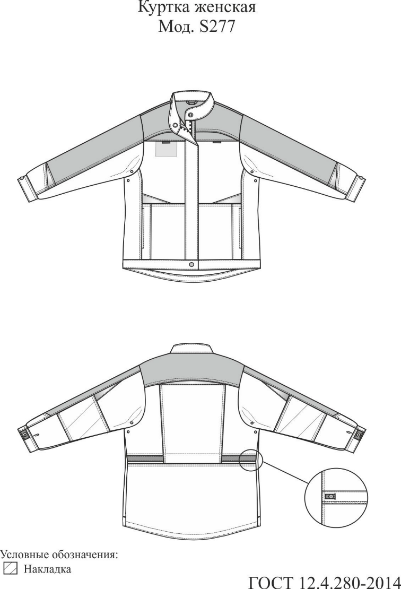 Куртка женская
Мод. S277
Условные обозначения:
Накладка
ГОСТ 12.4.280-2014